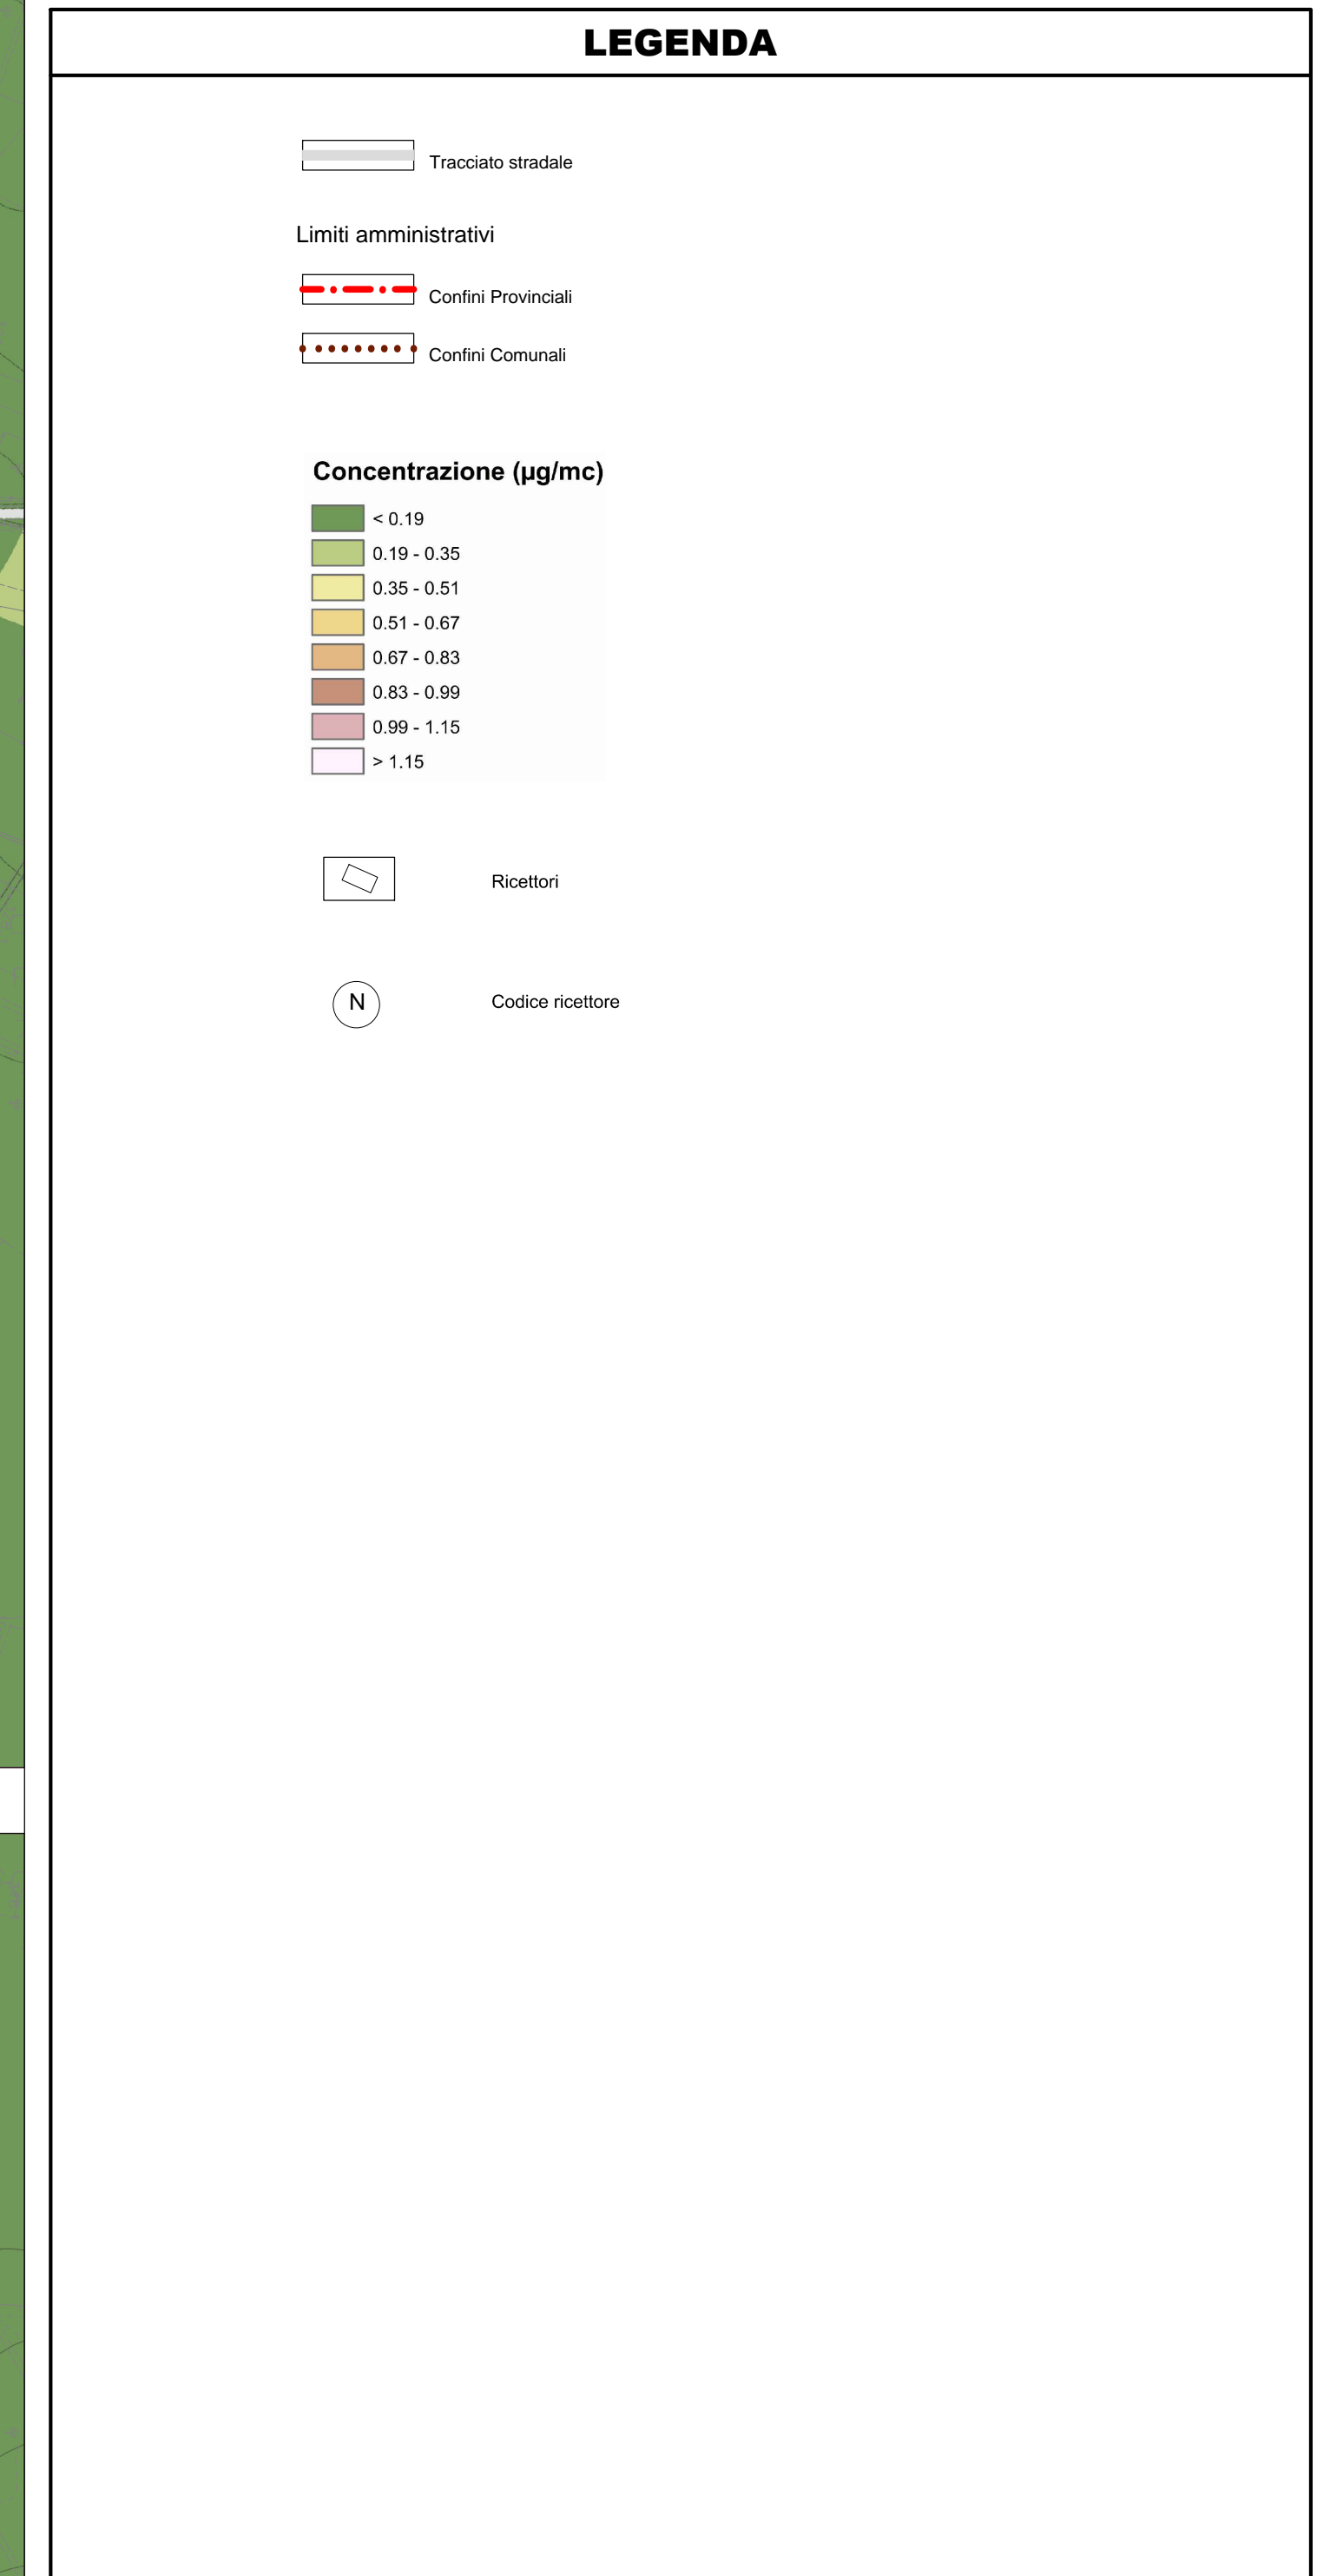 LEGENDA
Tracciato stradale
Limiti amministrativi
Confini Provinciali
Confini Comunali
Concentrazione (µg/mc)
< 0.19
0.19 - 0.35
0.35 - 0.51
0.51 - 0.67
0.67 - 0.83
0.83 - 0.99
0.99 - 1.15
> 1.15
Ricettori
N Codice ricettore